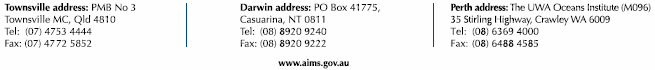 Townsville address: PMB No 3
Townsville MC, Qld 4810
Tel: (07) 4753 4444
Fax: (07) 4772 5852
Darwin address: PO Box 41775,
Casuarina, NT 0811
Tel: (08) 8920 9240
Fax: (08) 8920 9222
Perth address: The UWA Oceans Institute (M096)
35 Stirling Highway, Crawley WA 6009
Tel: (08) 6369 4000
Fax: (08) 6488 4585
www.aims.gov.au